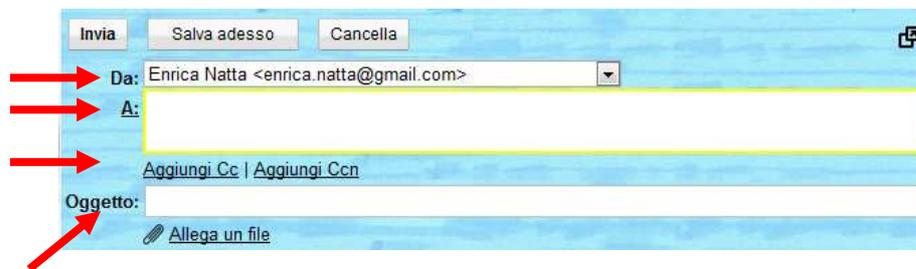 Invia Salva adesso Cancella
Da: Enrica Natta <enrica.natta@gmail.com>
A:
Aggiungi Cc | Aggiungi Ccn
Oggetto:
Allega un file